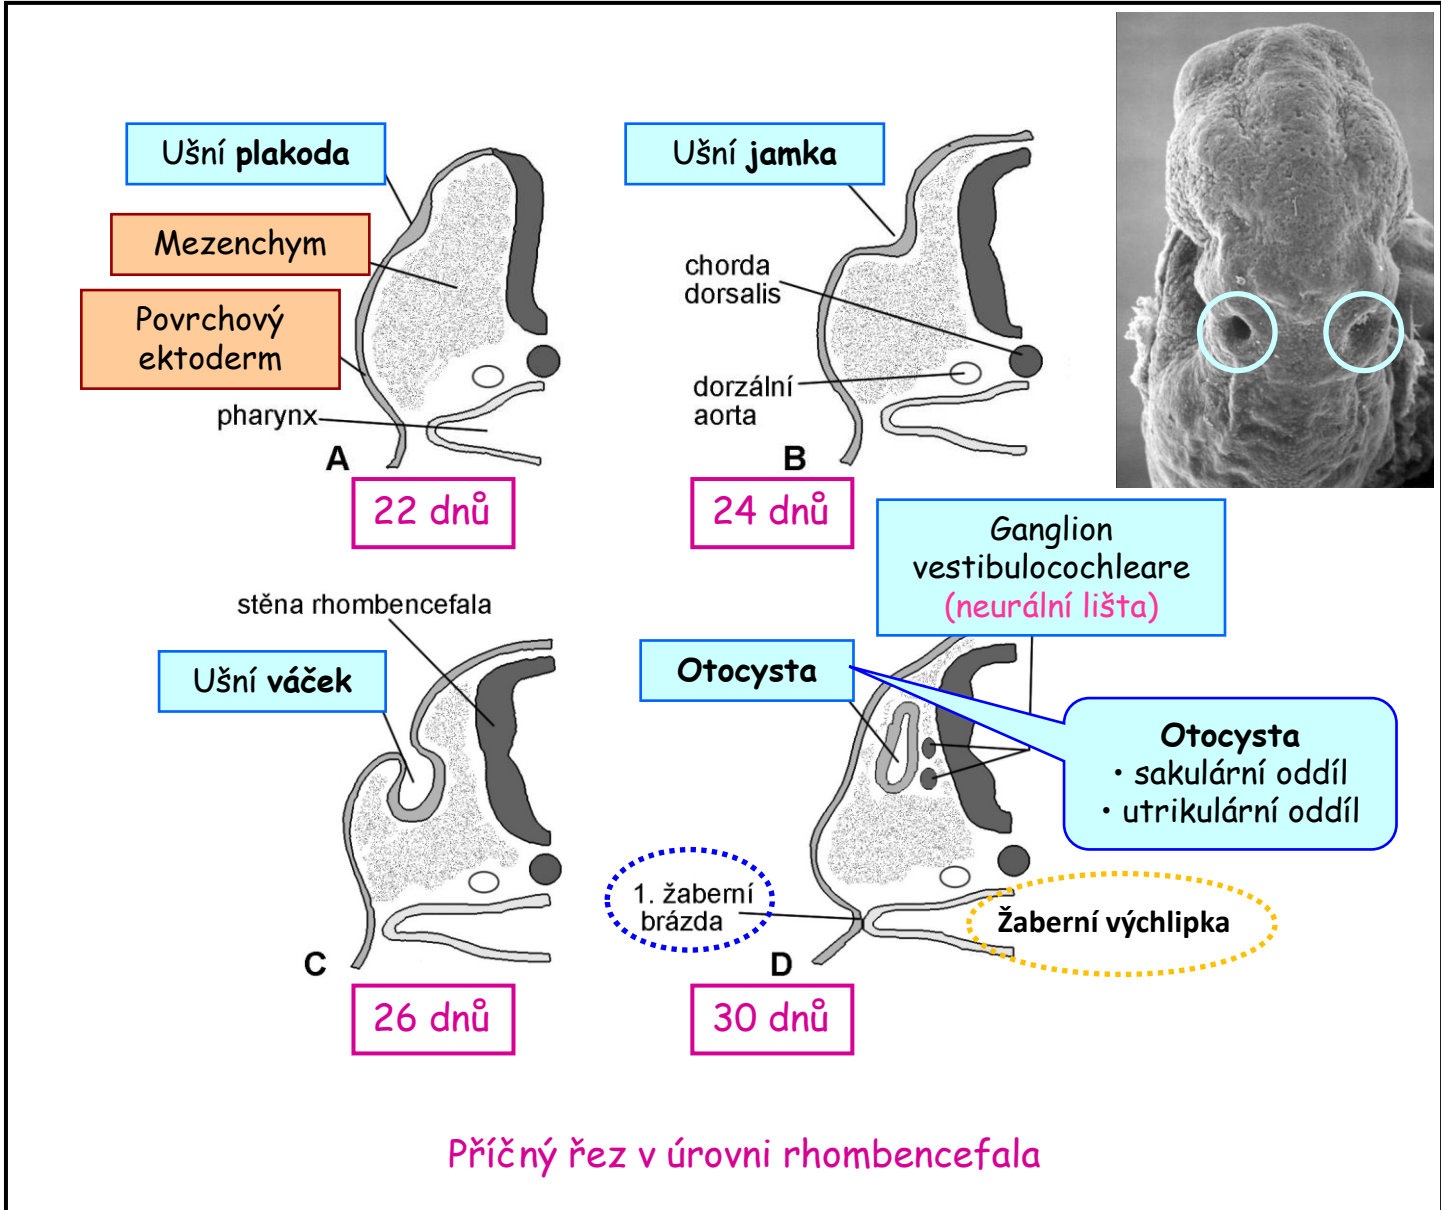 Ušní plakoda
Mezenchym
Povrchový
ektoderm
pharynx
A
22 dnů
Ušní jamka
chorda
dorsalis
dorzální
aorta
B
24 dnů
stěna rhombencefala
Ušní váček
C
26 dnů
Ganglion
vestibulocochleare
(neurální lišta)
Otocysta
Otocysta
• sakulární oddíl
• utrikulární oddíl
1. žaberní
brázda
Žaberní výchlipka
D
30 dnů
Příčný řez v úrovni rhombencefala